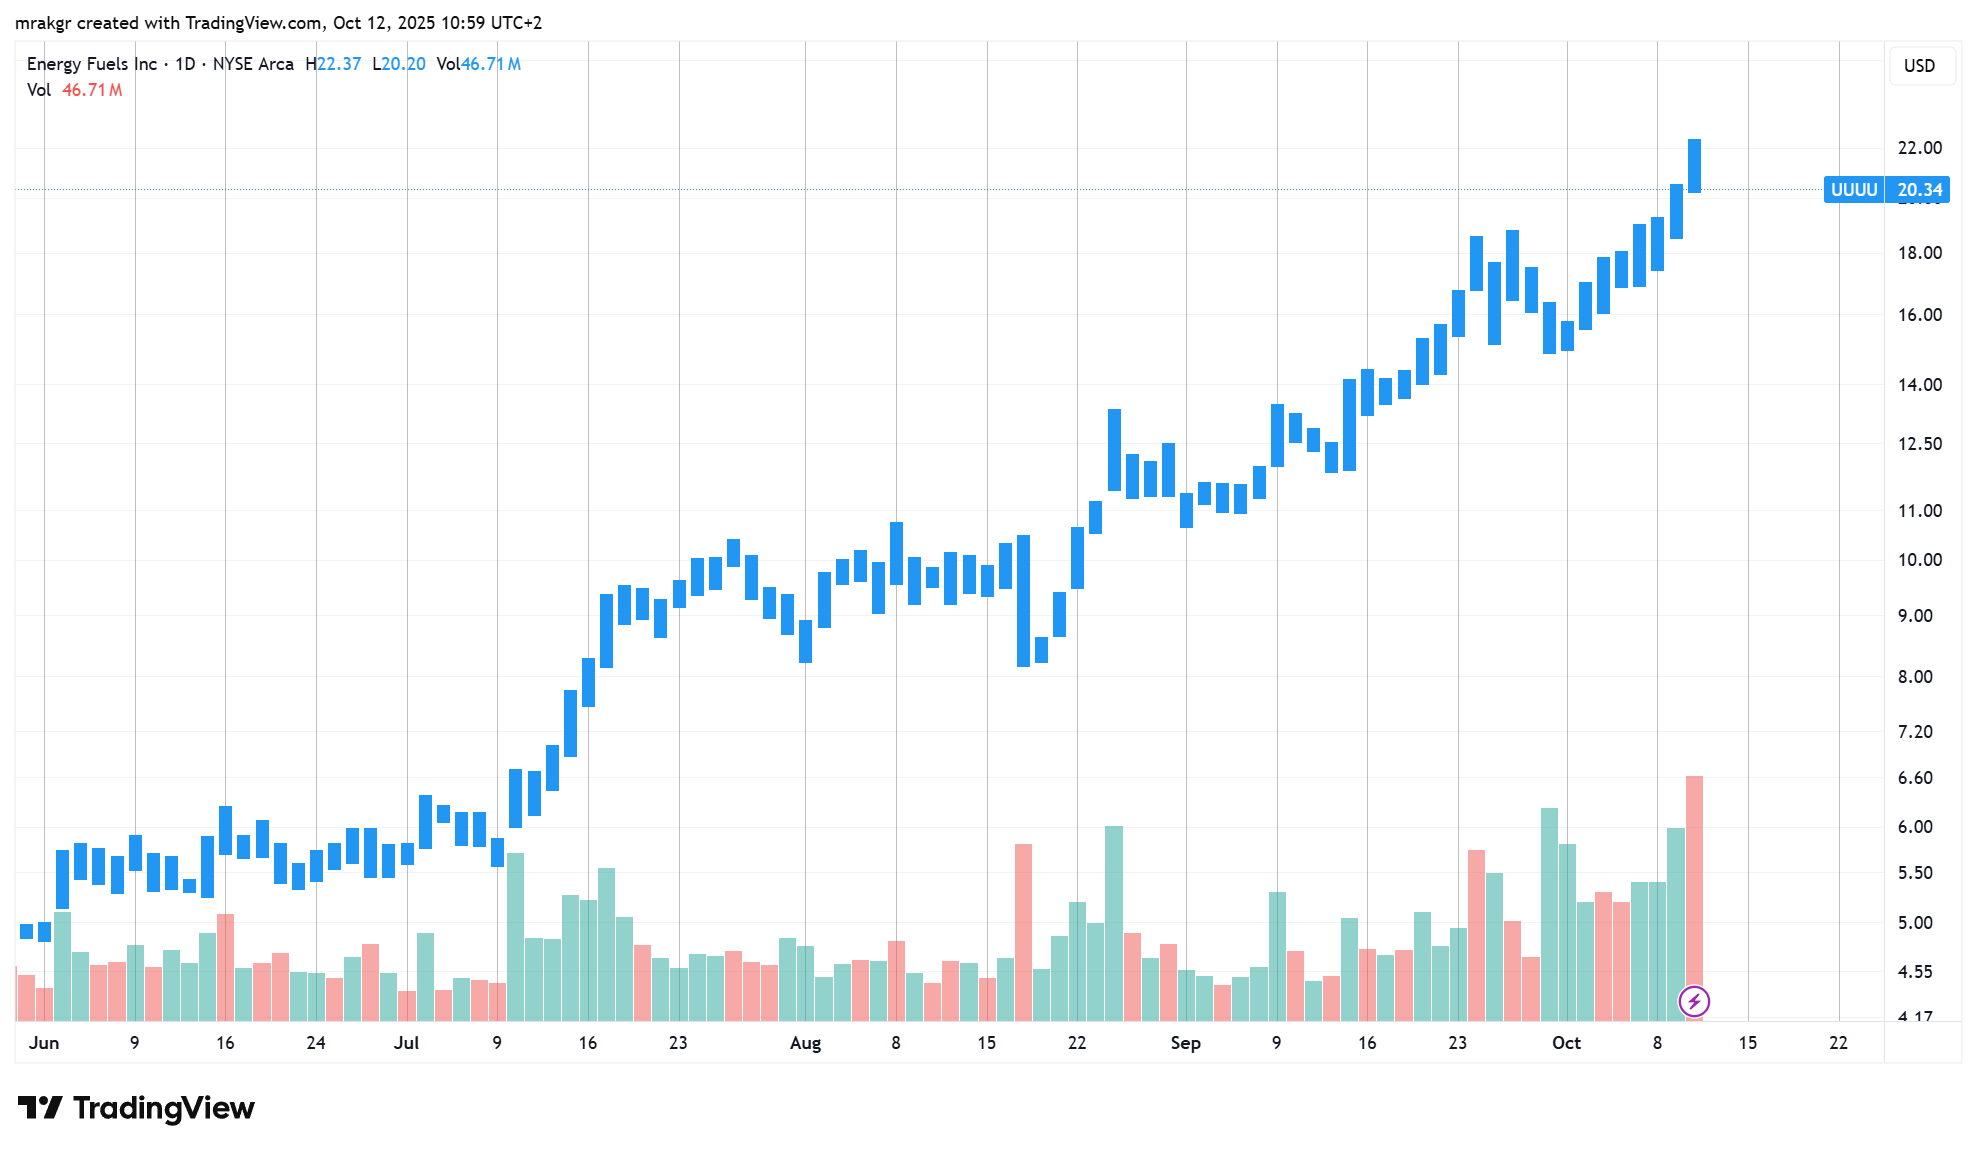 mrakgr created with TradingView.com, Oct 12, 2025 10:59 UTC+2
Energy Fuels Inc · 1D · NYSE Arca H22.37 L20.20 Vol46.71M
Vol 46.71M
USD
22.00
UUUU 20.34
18.00
16.00
14.00
12.50
11.00
10.00
9.00
8.00
7.20
6.60
6.00
5.50
5.00
4.55
4.17
Jun 9 16 24 Jul 9 16 23 Aug 8 15 22 Sep 9 16 23 Oct 8 15 22
TradingView